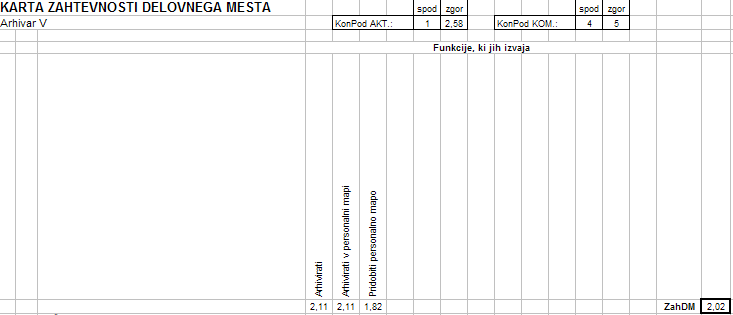 KARTA ZAHTEVNOSTI DELOVNEGA MESTA spod zgor spod zgor
Arhivar V KonPod AKT.: 1 2,58 KonPod KOM.: 4 5
Funkcije, ki jih izvaja
Arhivirati
Arhivirati v personalni mapi
Pridobiti personalno mapo
2,11 2,11 1,82 ZahDM 2,02